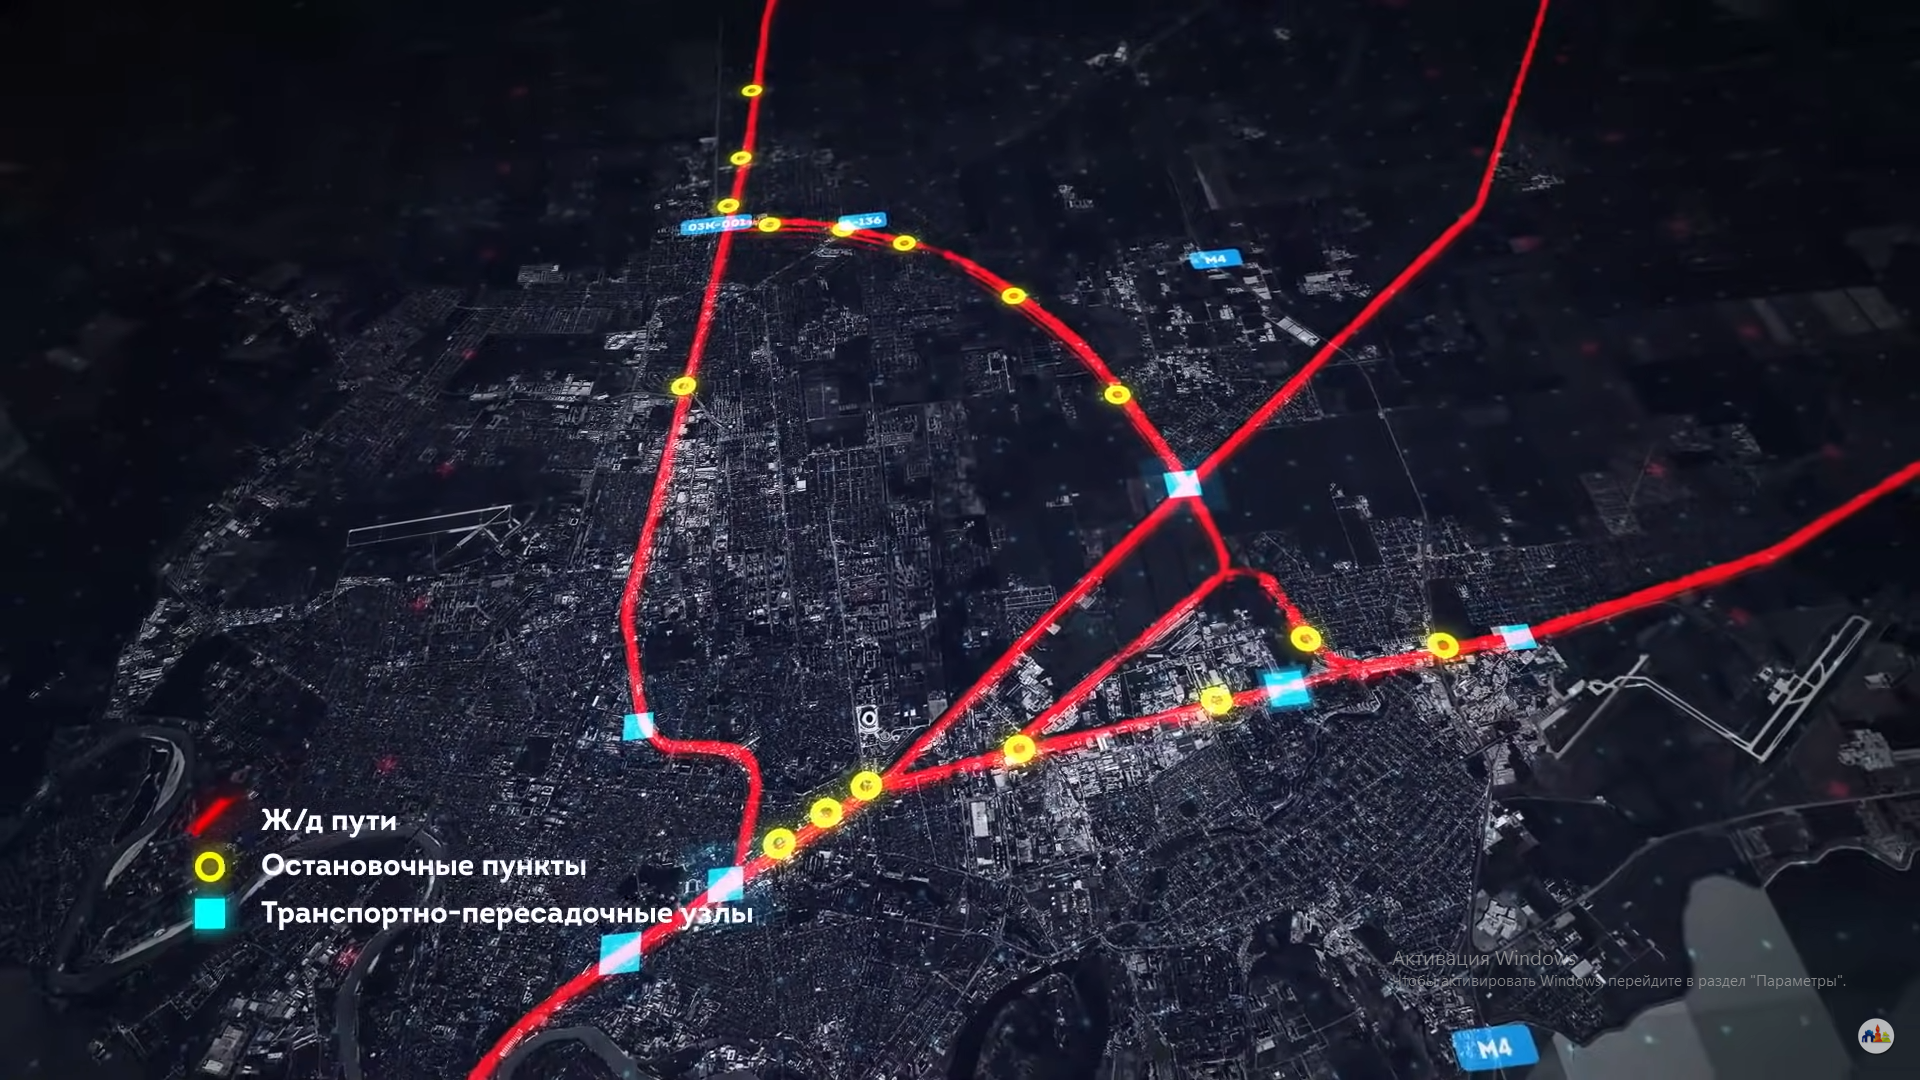 03К-001
-136
М4
Ж/д пути
Остановочные пункты
Транспортно-пересадочные узлы
Активация Windows
Чтобы активировать Windows, перейдите в раздел "Параметры".
М4